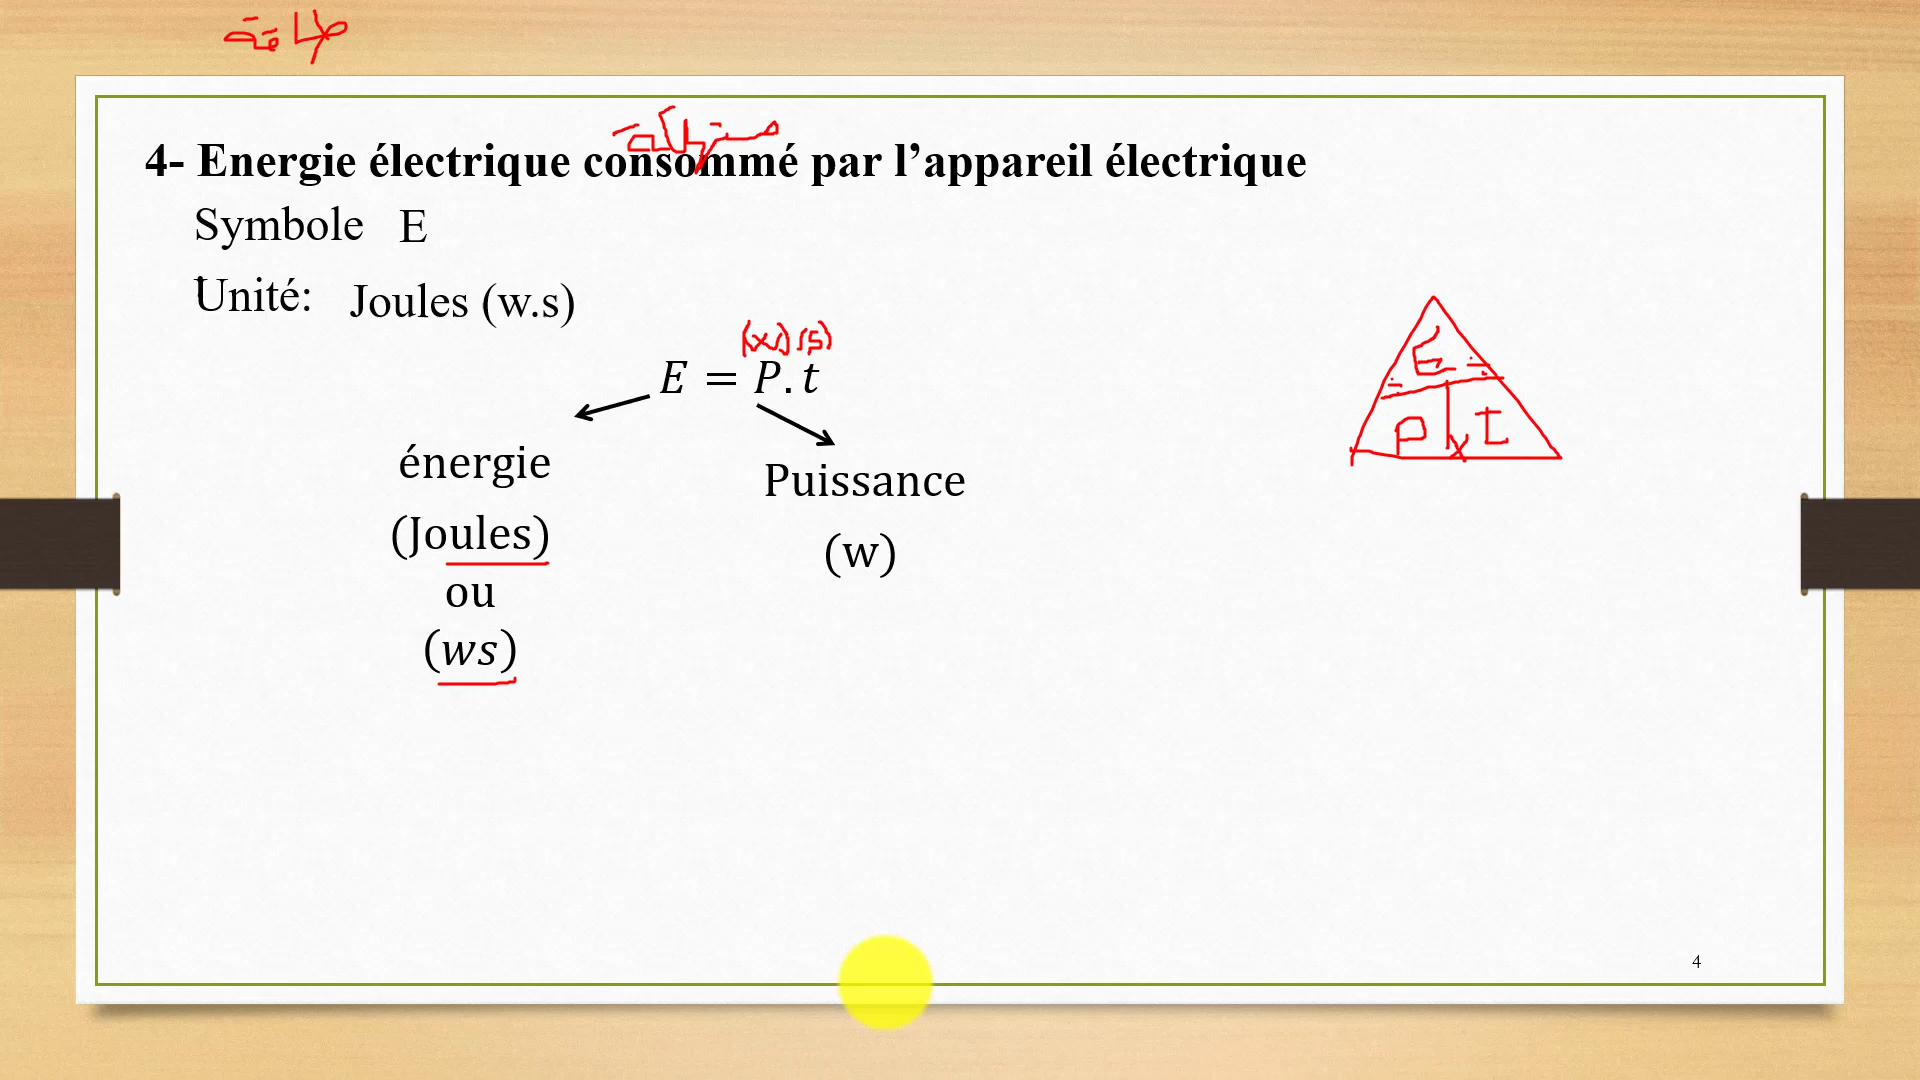 طاقة
مستهلكة
4- Energie électrique consommé par l’appareil électrique
Symbole E
Unité: Joules (w.s)
(w) (s)
E = P.t
énergie
(Joules)
ou
(ws)
Puissance
(w)
E
÷ ÷
P x t
4